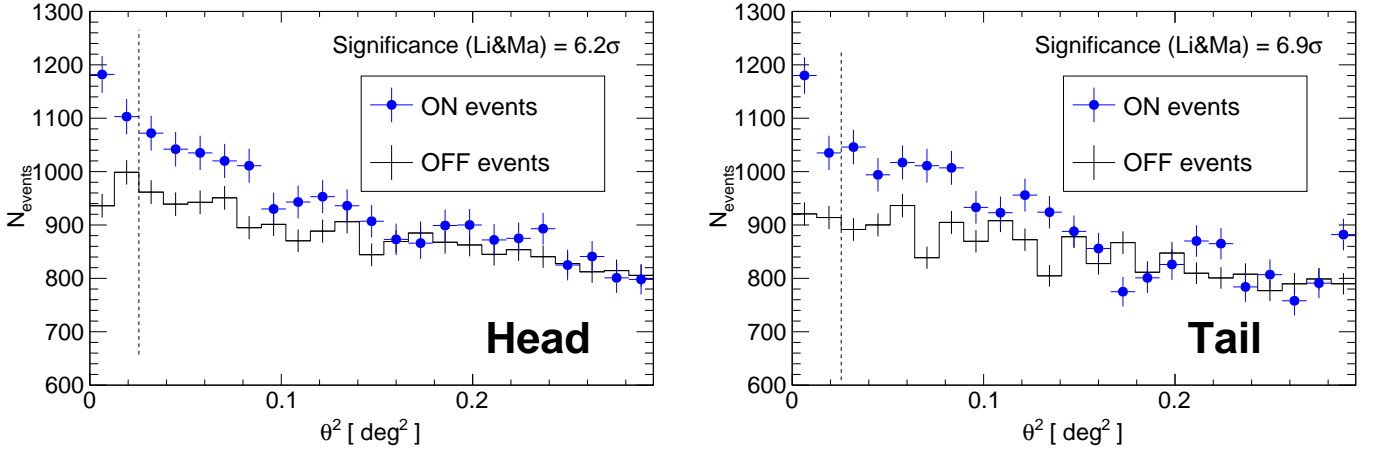 Significance (Li&Ma) = 6.2σ
ON events
OFF events
N_events
1300
1200
1100
1000
900
800
700
600
Head
0
0.1
0.2
θ² [ deg² ]
Significance (Li&Ma) = 6.9σ
ON events
OFF events
N_events
1300
1200
1100
1000
900
800
700
600
Tail
0
0.1
0.2
θ² [ deg² ]